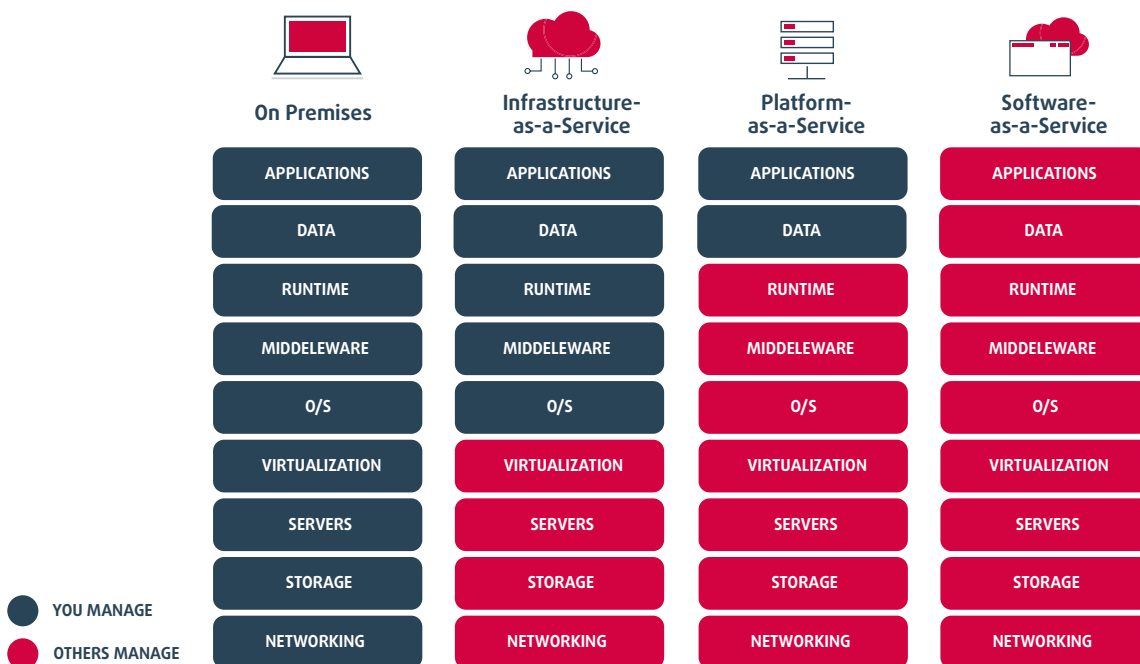 On Premises
Infrastructure-
as-a-Service
Platform-
as-a-Service
Software-
as-a-Service
APPLICATIONS APPLICATIONS APPLICATIONS APPLICATIONS
DATA DATA DATA DATA
RUNTIME RUNTIME RUNTIME RUNTIME
MIDDELEWARE MIDDELEWARE MIDDELEWARE MIDDELEWARE
O/S O/S O/S O/S
VIRTUALIZATION VIRTUALIZATION VIRTUALIZATION VIRTUALIZATION
SERVERS SERVERS SERVERS SERVERS
STORAGE STORAGE STORAGE STORAGE
NETWORKING NETWORKING NETWORKING NETWORKING
YOU MANAGE
OTHERS MANAGE